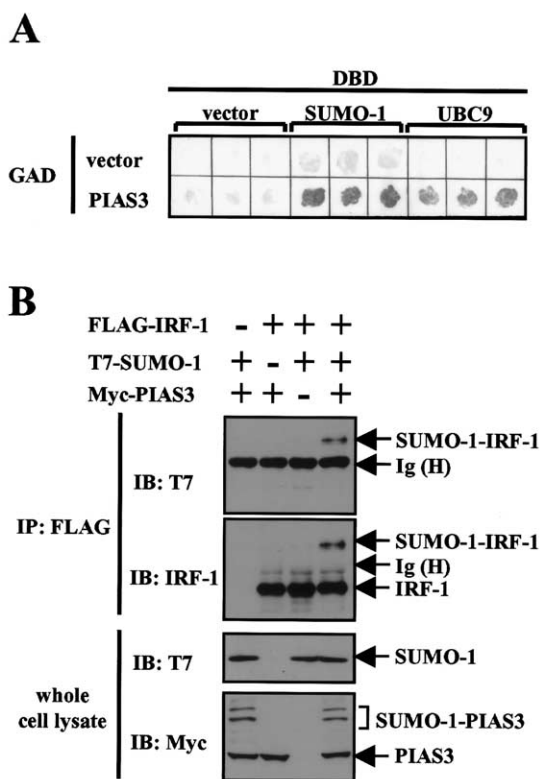 A
DBD
vector SUMO-1 UBC9
GAD
vector
PIAS3
B
FLAG-IRF-1 - + + +
T7-SUMO-1 + - + +
Myc-PIAS3 + + - +
IP: FLAG
IB: T7
SUMO-1-IRF-1
Ig (H)
IB: IRF-1
SUMO-1-IRF-1
Ig (H)
IRF-1
whole
cell lysate
IB: T7
SUMO-1
IB: Myc
SUMO-1-PIAS3
PIAS3